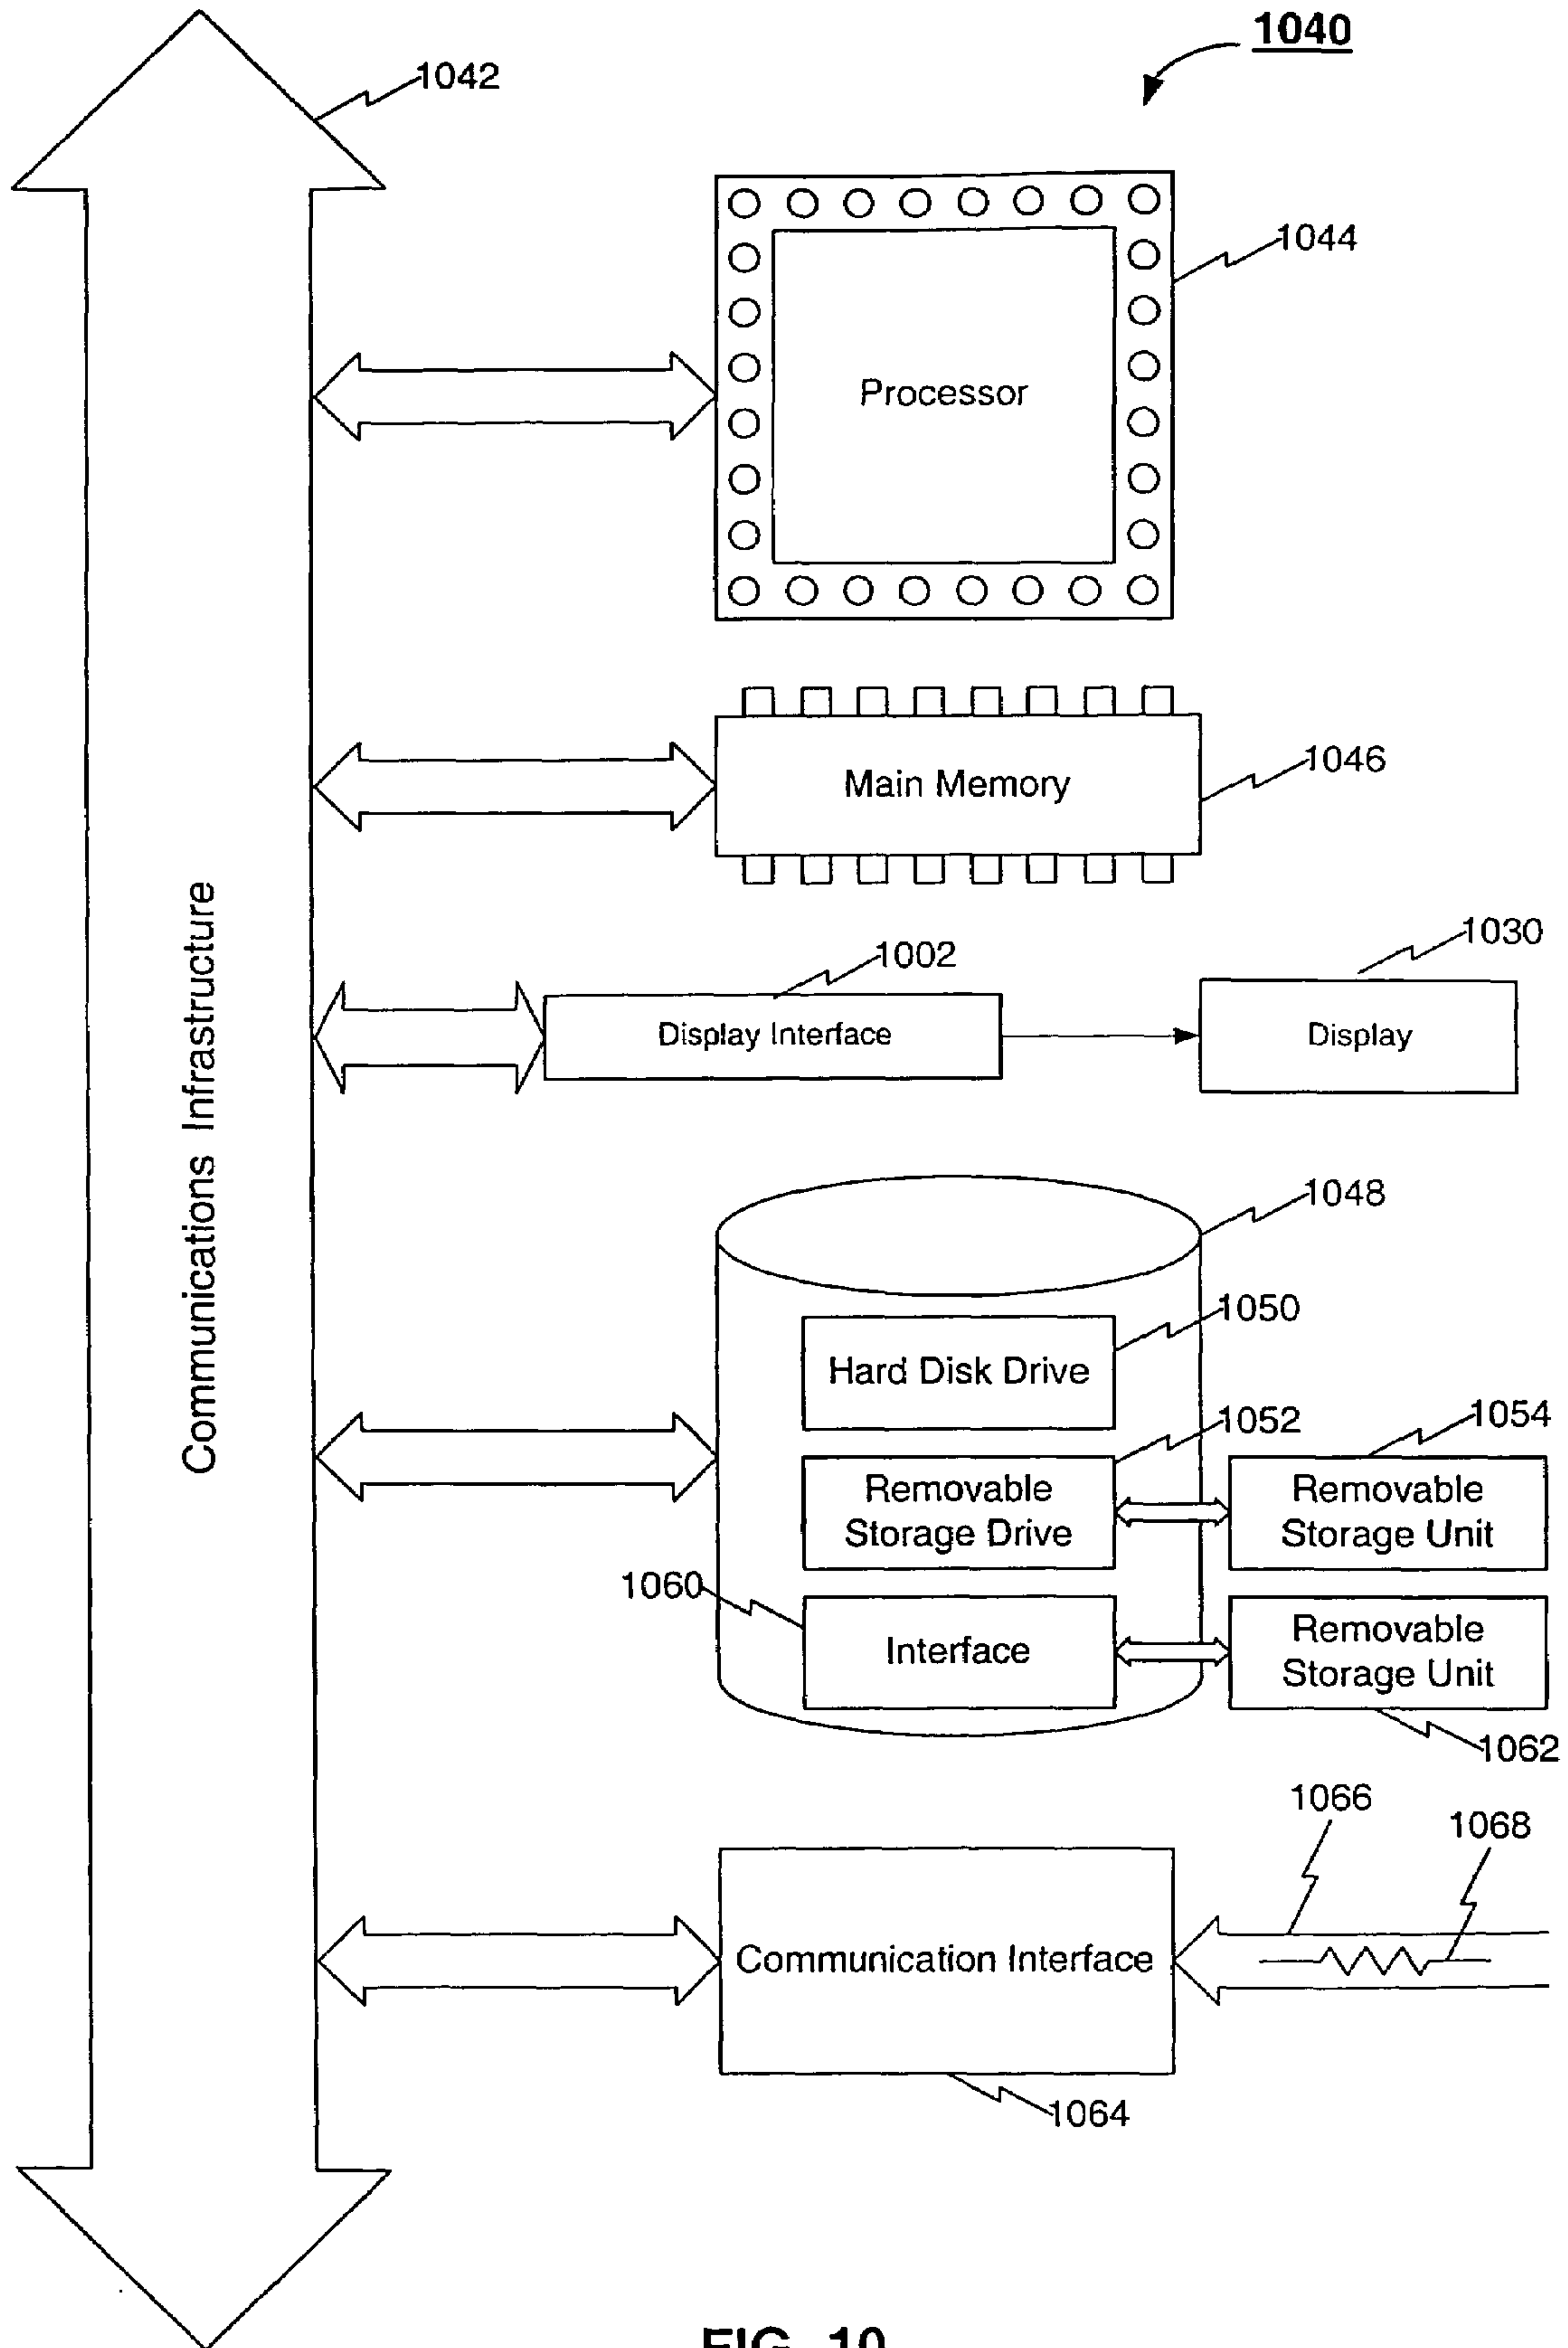 1040
1042
1044
Processor
1046
Main Memory
1030
1002
Display Interface
Display
Communications Infrastructure
1048
1050
Hard Disk Drive
1052
1054
Removable
Storage Drive
Removable
Storage Unit
1060
Interface
Removable
Storage Unit
1062
1066
1068
Communication Interface
1064
FIG. 10